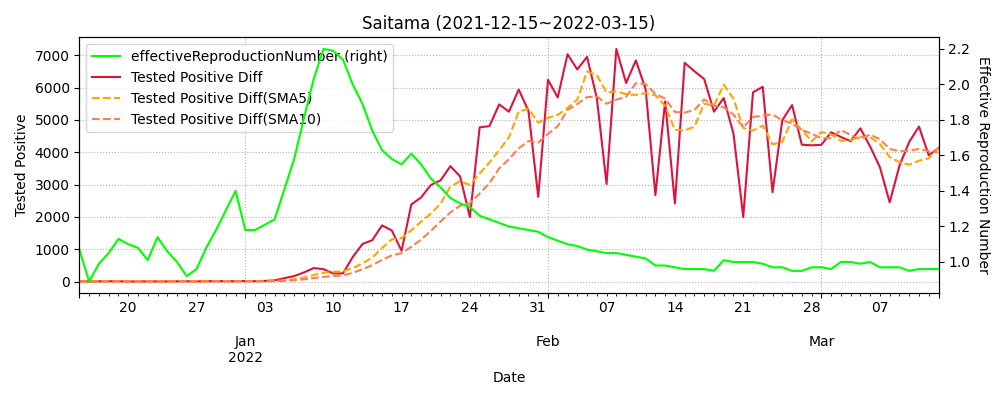 Saitama (2021-12-15~2022-03-15)
effectiveReproductionNumber (right)
Tested Positive Diff
Tested Positive Diff(SMA5)
Tested Positive Diff(SMA10)
Tested Positive
7000
6000
5000
4000
3000
2000
1000
0
2.2
2.0
1.8
1.6
1.4
1.2
1.0
Effective Reproduction Number
20 27 03 10 17 24 31 07 14 21 28 07
Jan Feb Mar
2022
Date